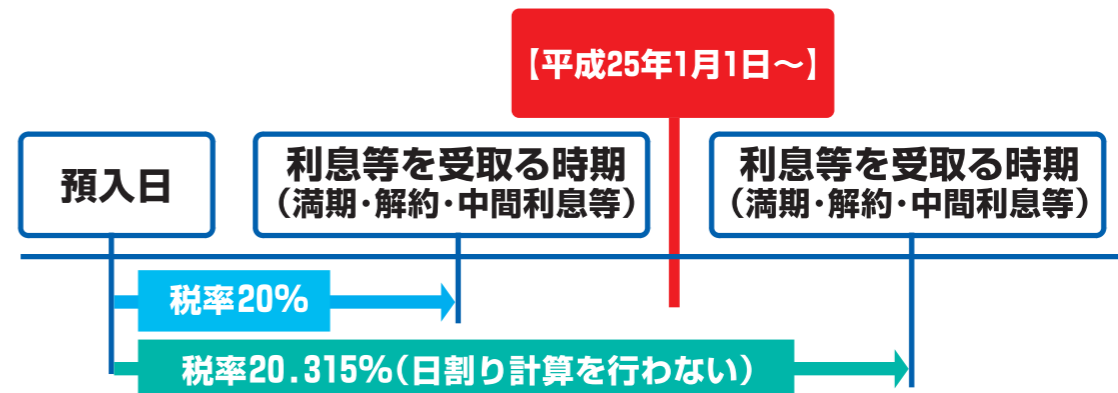 【平成25年1月1日～】
預入日
利息等を受取る時期
（満期・解約・中間利息等）
利息等を受取る時期
（満期・解約・中間利息等）
税率20%
税率20.315%（日割り計算を行わない）